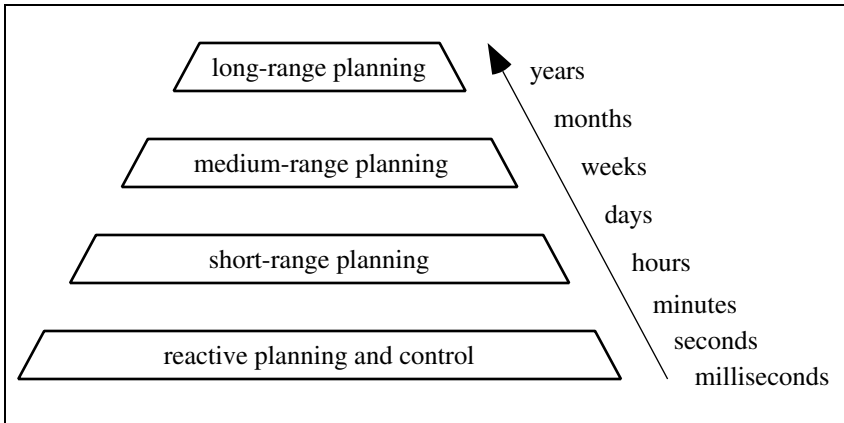 long-range planning
years
months
medium-range planning
weeks
days
short-range planning
hours
minutes
seconds
reactive planning and control
milliseconds